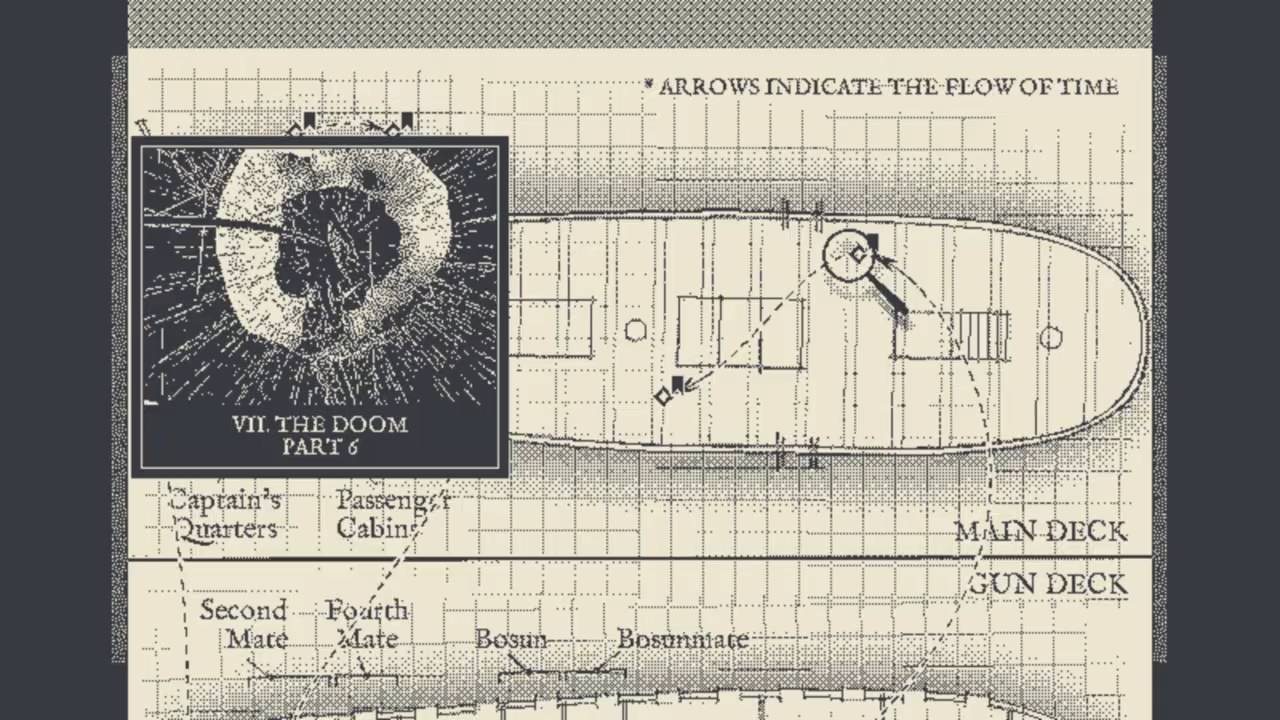 * ARROWS INDICATE THE FLOW OF TIME
VII. THE DOOM
PART 6
Captain's
Quarters
Passenger
Cabins
MAIN DECK
GUN DECK
Second
Mate
Fourth
Mate
Bosun
Bosunmate